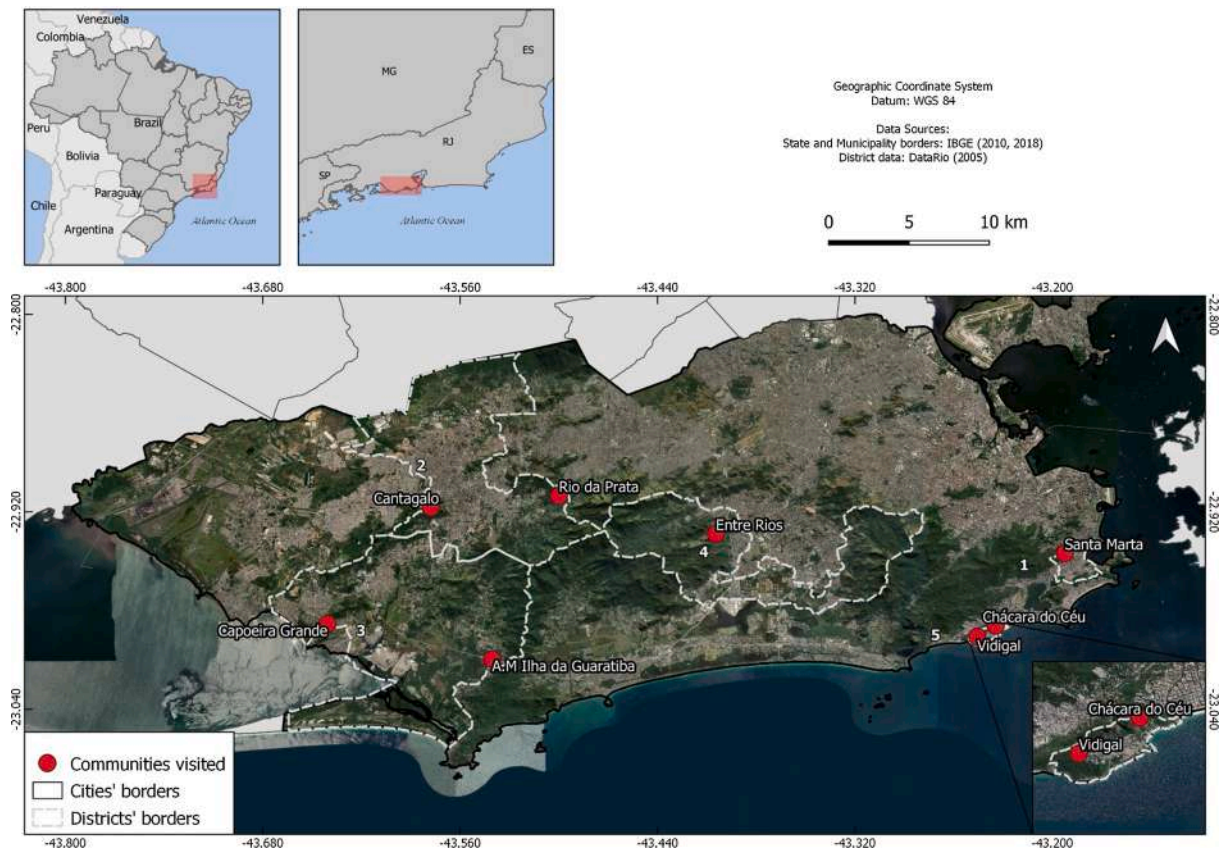 Venezuela
Colombia
Peru
Brazil
Bolivia
Paraguay
Chile
Atlantic Ocean
Argentina
ES
MG
RJ
SP
Atlantic Ocean
Geographic Coordinate System
Datum: WGS 84
Data Sources:
State and Municipality borders: IBGE (2010, 2018)
District data: DataRio (2005)
0 5 10 km
-43.800 -43.680 -43.560 -43.440 -43.320 -43.200
-22.800 -22.800
2
Rio da Prata
Cantagalo
-22.920 -22.920
Entre Rios
4
Santa Marta
1
Chácara do Céu
Capoeira Grande
3
5
Vidigal
A.M Ilha da Guaratiba
-23.040 -23.040
Chácara do Céu
Vidigal
Communities visited
Cities' borders
Districts' borders
-43.800 -43.680 -43.560 -43.440 -43.320 -43.200